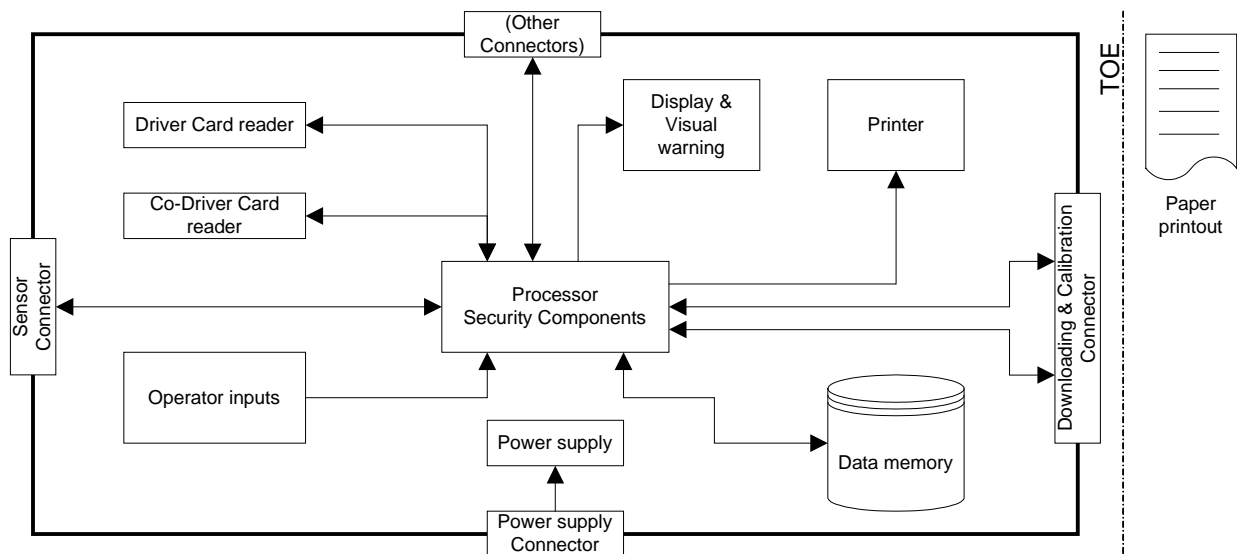 (Other
Connectors)
TOE
Driver Card reader
Display &
Visual
warning
Printer
Co-Driver Card
reader
Paper
printout
Sensor
Connector
Processor
Security Components
Downloading & Calibration
Connector
Operator inputs
Power supply
Data memory
Power supply
Connector